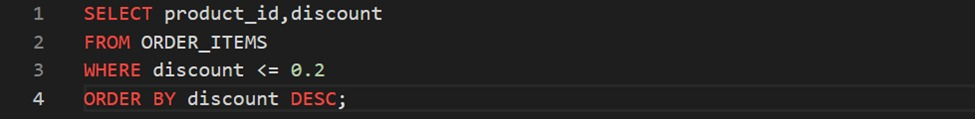 1 SELECT product_id,discount
2 FROM ORDER_ITEMS
3 WHERE discount <= 0.2
4 ORDER BY discount DESC;